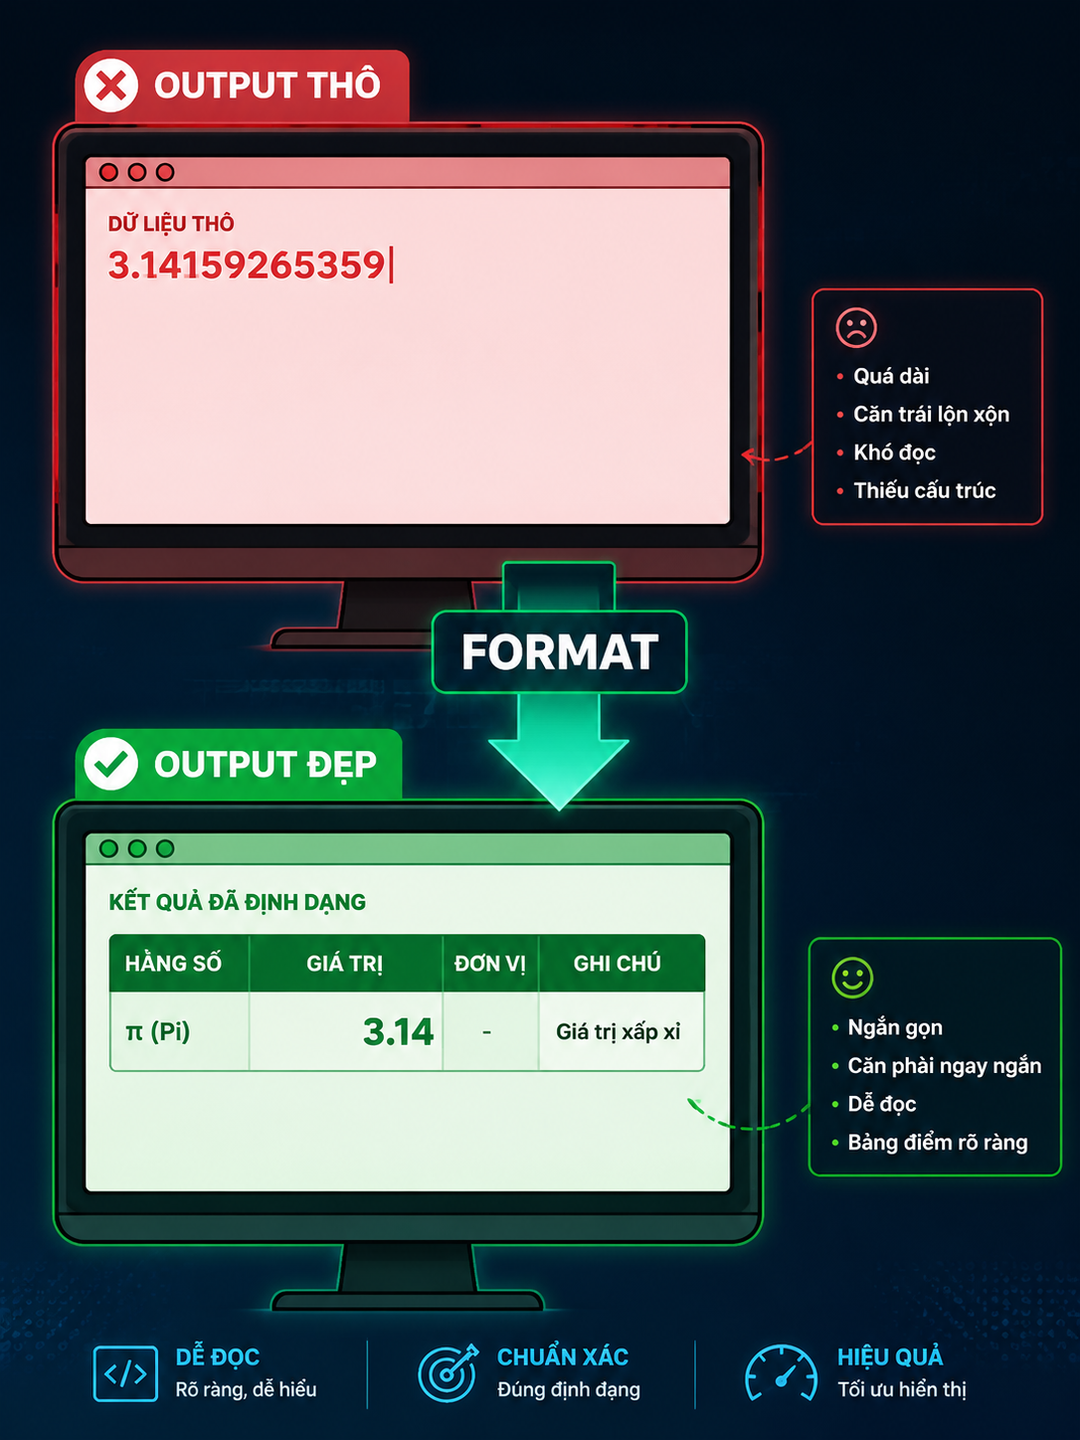 OUTPUT THÔ
DỮ LIỆU THÔ
3.14159265359
• Quá dài
• Căn trái lộn xộn
• Khó đọc
• Thiếu cấu trúc
FORMAT
OUTPUT ĐẸP
KẾT QUẢ ĐÃ ĐỊNH DẠNG
HẰNG SỐ GIÁ TRỊ ĐƠN VỊ GHI CHÚ
π (Pi) 3.14 - Giá trị xấp xỉ
• Ngắn gọn
• Căn phải ngay ngắn
• Dễ đọc
• Bảng điểm rõ ràng
</> DỄ ĐỌC
Rõ ràng, dễ hiểu
CHUẨN XÁC
Đúng định đạng
HIỆU QUẢ
Tối ưu hiển thị